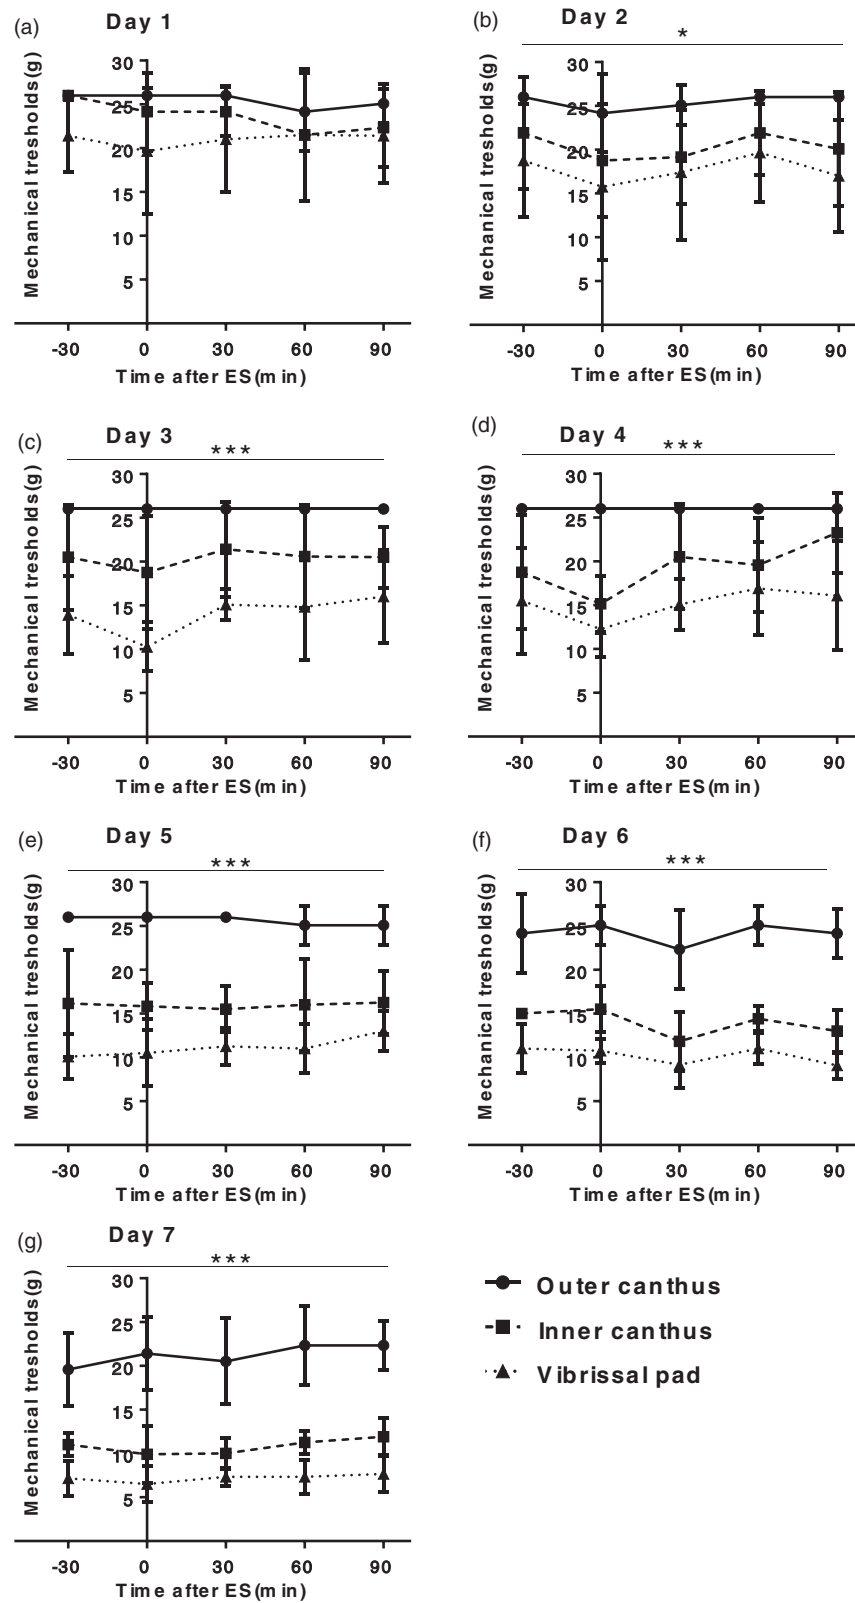 (a) Day 1
Mechanical tresholds(g)
30
25
20
15
10
5
-30 0 30 60 90
Time after ES(min)
(b) Day 2
*
Mechanical tresholds(g)
30
25
20
15
10
5
-30 0 30 60 90
Time after ES(min)
(c) Day 3
***
Mechanical tresholds(g)
30
25
20
15
10
5
-30 0 30 60 90
Time after ES(min)
(d) Day 4
***
Mechanical tresholds(g)
30
25
20
15
10
5
-30 0 30 60 90
Time after ES(min)
(e) Day 5
***
Mechanical tresholds(g)
30
25
20
15
10
5
-30 0 30 60 90
Time after ES(min)
(f) Day 6
***
Mechanical tresholds(g)
30
25
20
15
10
5
-30 0 30 60 90
Time after ES(min)
(g) Day 7
***
Mechanical tresholds(g)
30
25
20
15
10
5
-30 0 30 60 90
Time after ES(min)
Outer canthus
Inner canthus
Vibrissal pad